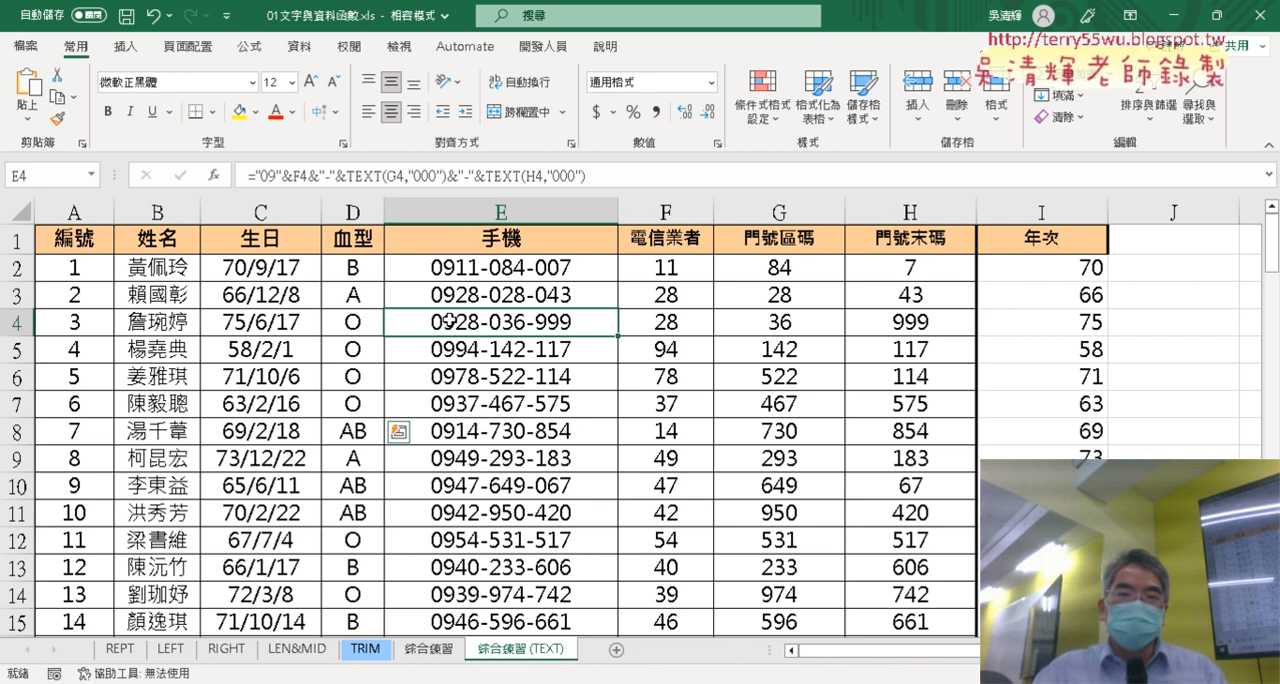 自動儲存 關閉 01文字與資料函數.xls - 相容模式 搜尋 吳清輝
檔案 常用 插入 頁面配置 公式 資料 校閱 檢視 Automate 開發人員 說明 共用
http://terry55wu.blogspot.tw
吳清輝老師錄製
貼上 微軟正黑體 12 自動換行 通用格式 條件式格式設定 格式化為表格 儲存格樣式 插入 刪除 格式 填滿 排序與篩選 尋找與選取
B I U 跨欄置中 $ % 清除
剪貼簿 字型 對齊方式 數值 樣式 儲存格 編輯
E4 fx ="09"&F4&"-"&TEXT(G4,"000")&"-"&TEXT(H4,"000")
A B C D E F G H I J
1 編號 姓名 生日 血型 手機 電信業者 門號區碼 門號末碼 年次
2 1 黃佩玲 70/9/17 B 0911-084-007 11 84 7 70
3 2 賴國彰 66/12/8 A 0928-028-043 28 28 43 66
4 3 詹琬婷 75/6/17 O 0928-036-999 28 36 999 75
5 4 楊堯典 58/2/1 O 0994-142-117 94 142 117 58
6 5 姜雅琪 71/10/6 O 0978-522-114 78 522 114 71
7 6 陳毅聰 63/2/16 O 0937-467-575 37 467 575 63
8 7 湯千葦 69/2/18 AB 0914-730-854 14 730 854 69
9 8 柯昆宏 73/12/22 A 0949-293-183 49 293 183 73
10 9 李東益 65/6/11 AB 0947-649-067 47 649 67
11 10 洪秀芳 70/2/22 AB 0942-950-420 42 950 420
12 11 梁書維 67/7/4 O 0954-531-517 54 531 517
13 12 陳沅竹 66/1/17 B 0940-233-606 40 233 606
14 13 劉珈妤 72/3/8 O 0939-974-742 39 974 742
15 14 顏逸琪 71/10/14 B 0946-596-661 46 596 661
REPT LEFT RIGHT LEN&MID TRIM 綜合練習 綜合練習(TEXT)
就緒 協助工具: 無法使用